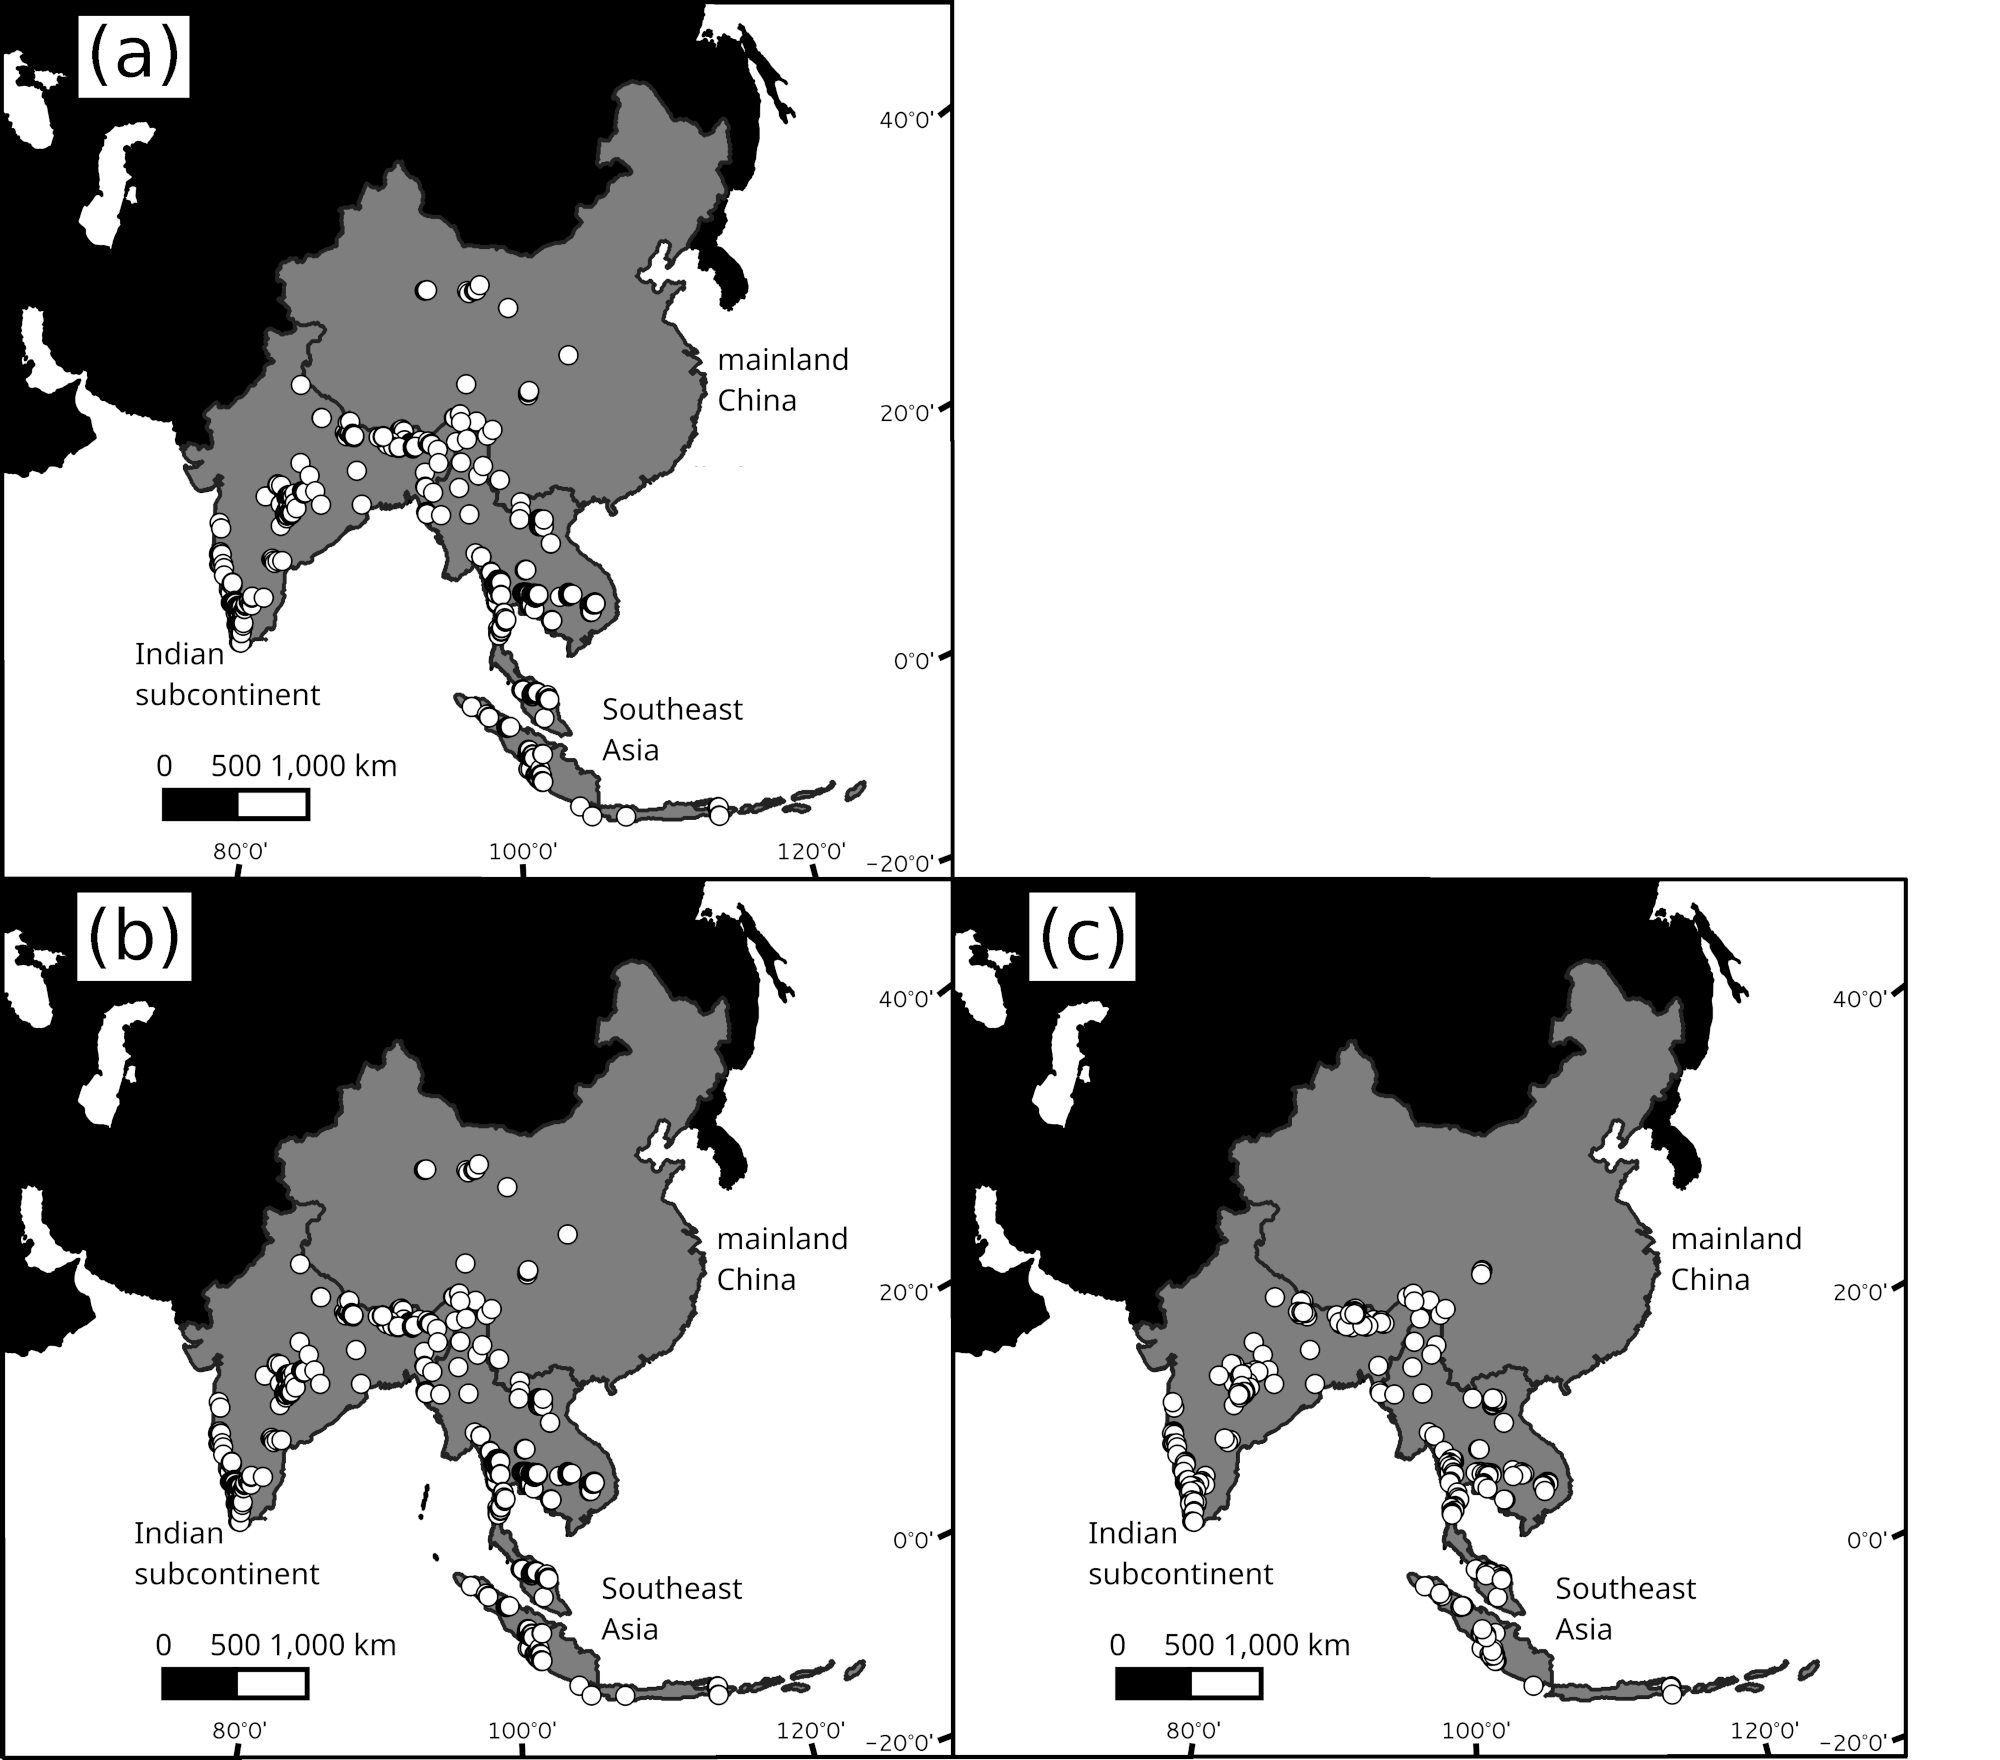 (a)
40°0'
mainland
China
20°0'
Indian
subcontinent
0°0'
Southeast
Asia
0 500 1,000 km
80°0' 100°0' 120°0' -20°0'
(b)
40°0'
mainland
China
20°0'
Indian
subcontinent
0°0'
Southeast
Asia
0 500 1,000 km
80°0' 100°0' 120°0' -20°0'
(c)
40°0'
mainland
China
20°0'
Indian
subcontinent
0°0'
Southeast
Asia
0 500 1,000 km
80°0' 100°0' 120°0' -20°0'